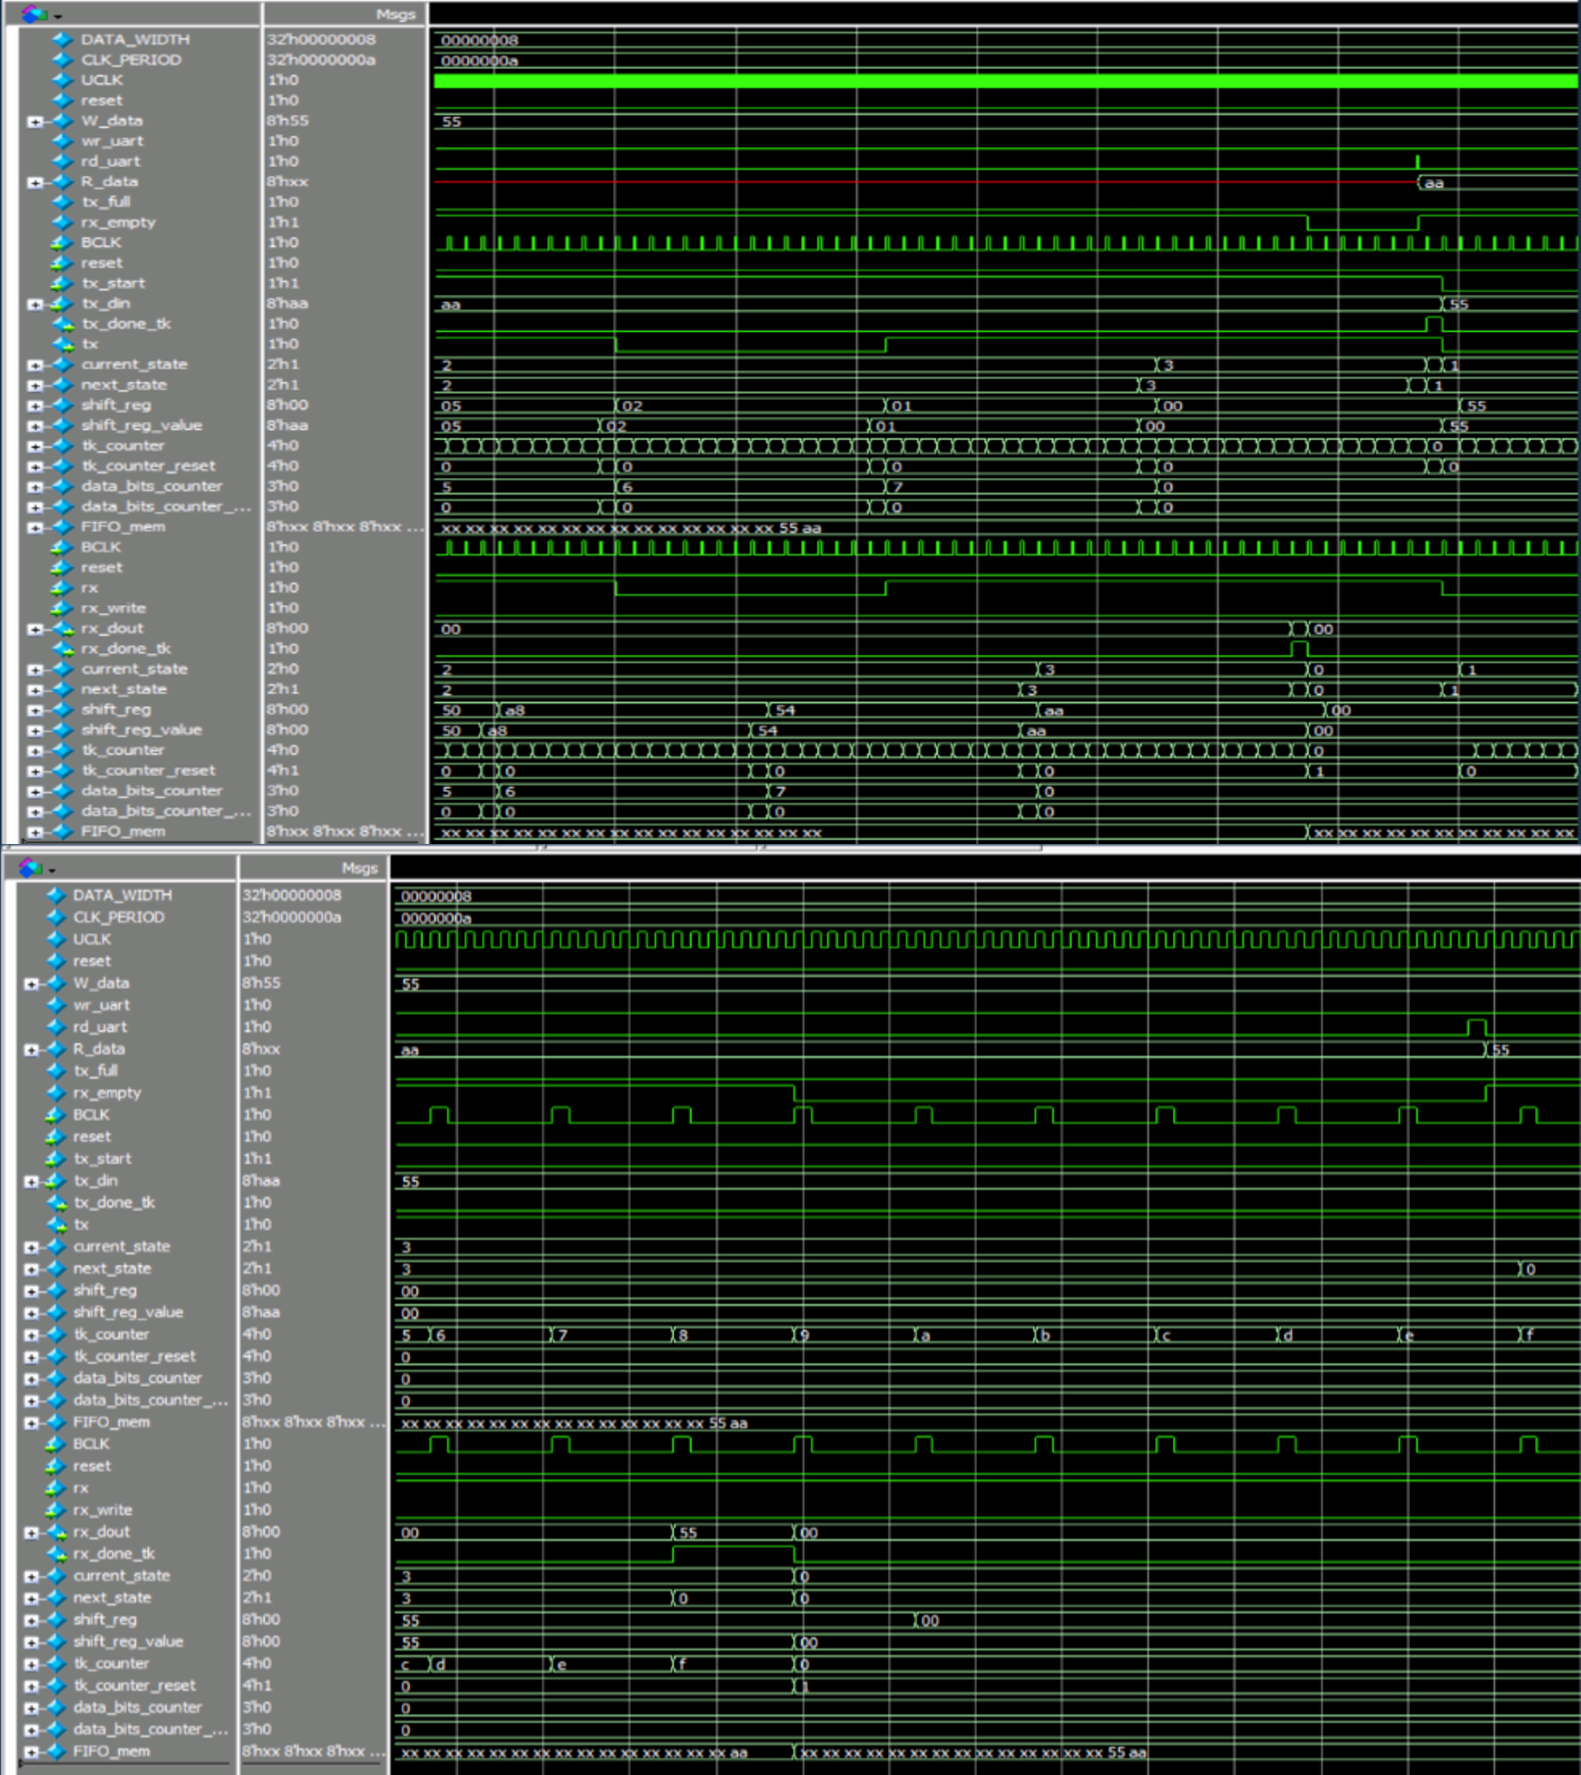 Msgs
DATA_WIDTH 32'h00000008 00000008
CLK_PERIOD 32'h0000000a 0000000a
UCLK 1'h0
reset 1'h0
W_data 8'h55 55
wr_uart 1'h0
rd_uart 1'h0
R_data 8'hxx aa
tx_full 1'h0
rx_empty 1'h1
BCLK 1'h0
reset 1'h0
tx_start 1'h1
tx_din 8'haa aa 55
tx_done_tk 1'h0
tx 1'h0
current_state 2'h1 2 3 1
next_state 2'h1 2 3 1
shift_reg 8'h00 05 02 01 00 55
shift_reg_value 8'haa 05 02 01 00 55
tk_counter 4'h0 0
tk_counter_reset 4'h0 0 0 0 0 0
data_bits_counter 3'h0 5 6 7 0
data_bits_counter_... 3'h0 0 0 0 0
FIFO_mem 8'hxx 8'hxx 8'hxx ... xx xx xx xx xx xx xx xx xx xx xx xx xx xx 55 aa
BCLK 1'h0
reset 1'h0
rx 1'h0
rx_write 1'h0
rx_dout 8'h00 00 00
rx_done_tk 1'h0
current_state 2'h0 2 3 0 1
next_state 2'h1 2 3 0 1
shift_reg 8'h00 50 a8 54 aa 00
shift_reg_value 8'h00 50 a8 54 aa 00
tk_counter 4'h0 0
tk_counter_reset 4'h1 0 0 0 0 1 0
data_bits_counter 3'h0 5 6 7 0
data_bits_counter_... 3'h0 0 0 0 0
FIFO_mem 8'hxx 8'hxx 8'hxx ... xx xx xx xx xx xx xx xx xx xx xx xx xx xx xx xx xx xx xx xx xx xx xx xx xx xx xx xx
Msgs
DATA_WIDTH 32'h00000008 00000008
CLK_PERIOD 32'h0000000a 0000000a
UCLK 1'h0
reset 1'h0
W_data 8'h55 55
wr_uart 1'h0
rd_uart 1'h0
R_data 8'hxx aa 55
tx_full 1'h0
rx_empty 1'h1
BCLK 1'h0
reset 1'h0
tx_start 1'h1
tx_din 8'haa 55
tx_done_tk 1'h0
tx 1'h0
current_state 2'h1 3
next_state 2'h1 3 0
shift_reg 8'h00 00
shift_reg_value 8'haa 00
tk_counter 4'h0 5 6 7 8 9 a b c d e f
tk_counter_reset 4'h0 0
data_bits_counter 3'h0 0
data_bits_counter_... 3'h0 0
FIFO_mem 8'hxx 8'hxx 8'hxx ... xx xx xx xx xx xx xx xx xx xx xx xx xx xx 55 aa
BCLK 1'h0
reset 1'h0
rx 1'h0
rx_write 1'h0
rx_dout 8'h00 00 55 00
rx_done_tk 1'h0
current_state 2'h0 3 0
next_state 2'h1 3 0 0
shift_reg 8'h00 55 00
shift_reg_value 8'h00 55 00
tk_counter 4'h0 c d e f 0
tk_counter_reset 4'h1 0 1
data_bits_counter 3'h0 0
data_bits_counter_... 3'h0 0
FIFO_mem 8'hxx 8'hxx 8'hxx ... xx xx xx xx xx xx xx xx xx xx xx xx xx xx xx aa xx xx xx xx xx xx xx xx xx xx xx xx xx xx 55 aa